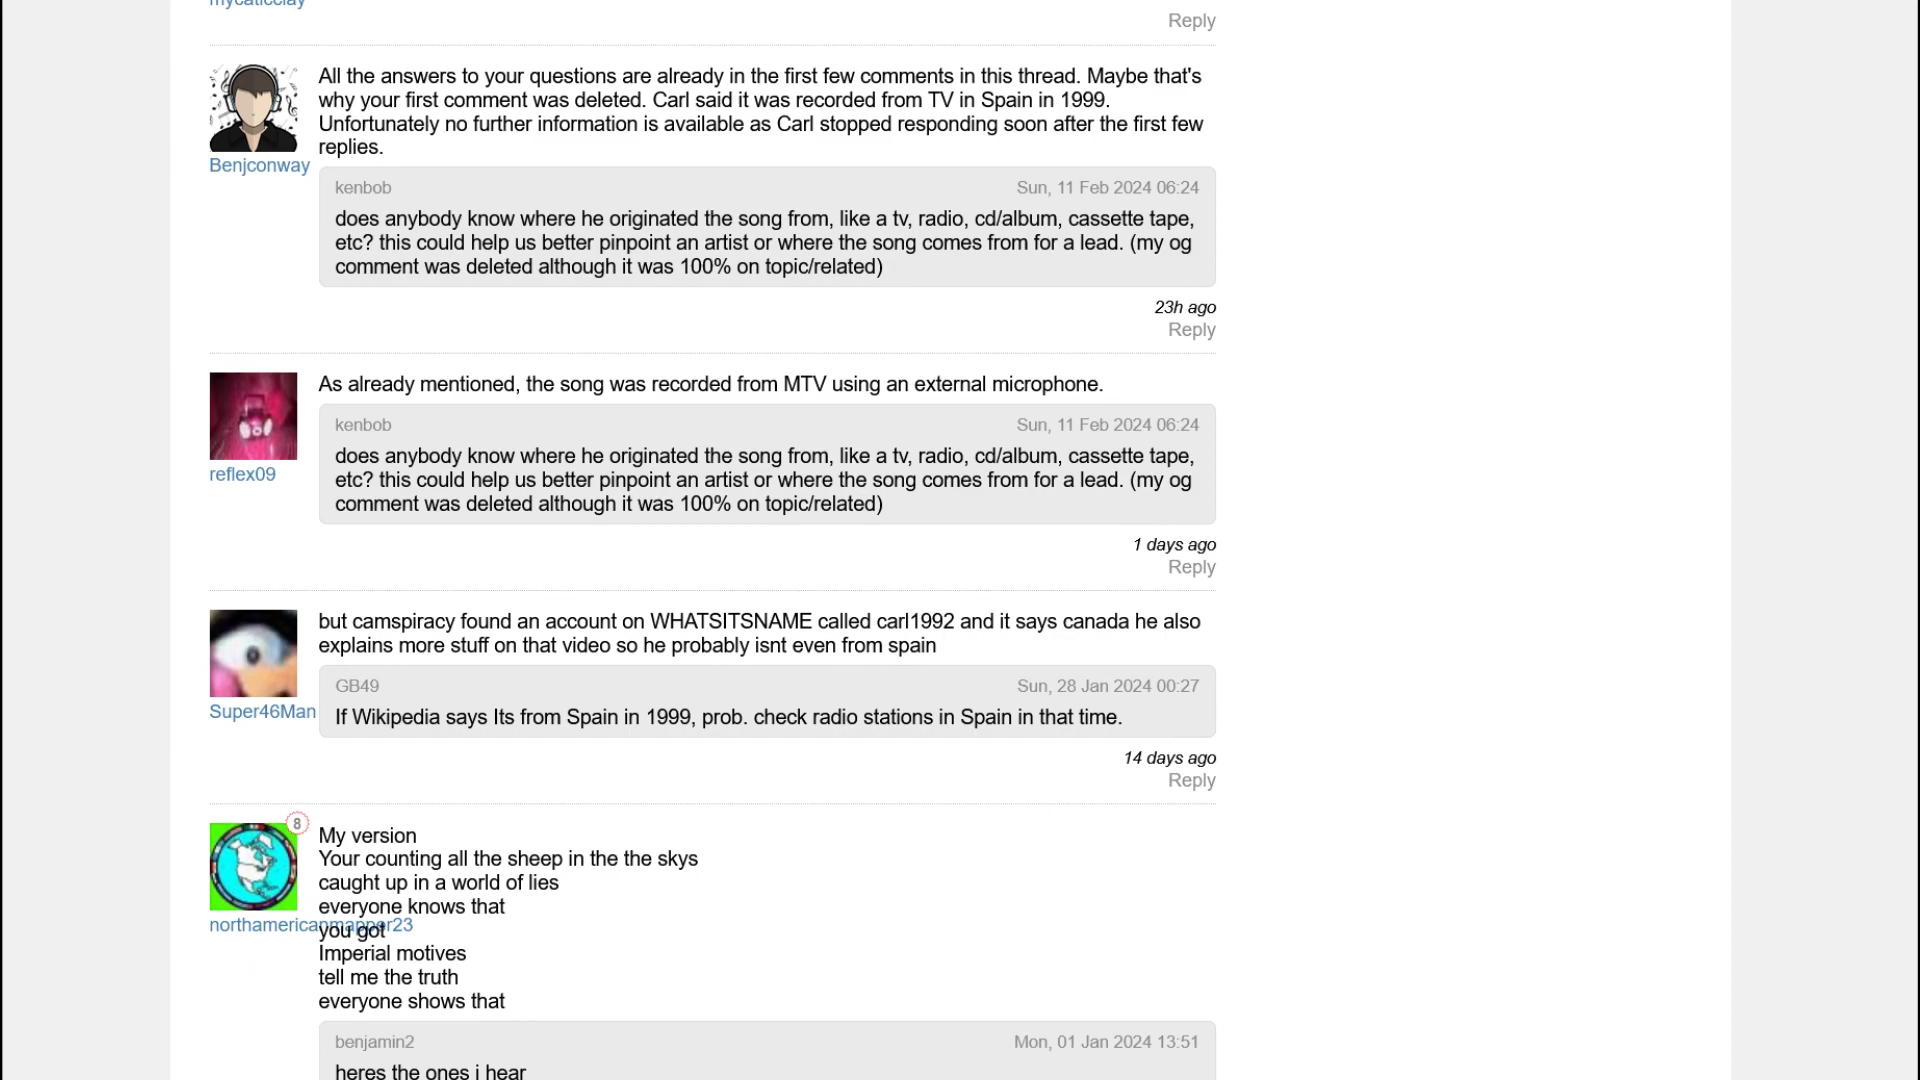 mycaticclay
Reply
All the answers to your questions are already in the first few comments in this thread. Maybe that's
why your first comment was deleted. Carl said it was recorded from TV in Spain in 1999.
Unfortunately no further information is available as Carl stopped responding soon after the first few
replies.
Benjconway
kenbob Sun, 11 Feb 2024 06:24
does anybody know where he originated the song from, like a tv, radio, cd/album, cassette tape,
etc? this could help us better pinpoint an artist or where the song comes from for a lead. (my og
comment was deleted although it was 100% on topic/related)
23h ago
Reply
As already mentioned, the song was recorded from MTV using an external microphone.
reflex09
kenbob Sun, 11 Feb 2024 06:24
does anybody know where he originated the song from, like a tv, radio, cd/album, cassette tape,
etc? this could help us better pinpoint an artist or where the song comes from for a lead. (my og
comment was deleted although it was 100% on topic/related)
1 days ago
Reply
but camspiracy found an account on WHATSITSNAME called carl1992 and it says canada he also
explains more stuff on that video so he probably isnt even from spain
Super46Man
GB49 Sun, 28 Jan 2024 00:27
If Wikipedia says Its from Spain in 1999, prob. check radio stations in Spain in that time.
14 days ago
Reply
8
My version
Your counting all the sheep in the the skys
caught up in a world of lies
everyone knows that
northamericanmapper23
you got
Imperial motives
tell me the truth
everyone shows that
benjamin2 Mon, 01 Jan 2024 13:51
heres the ones i hear